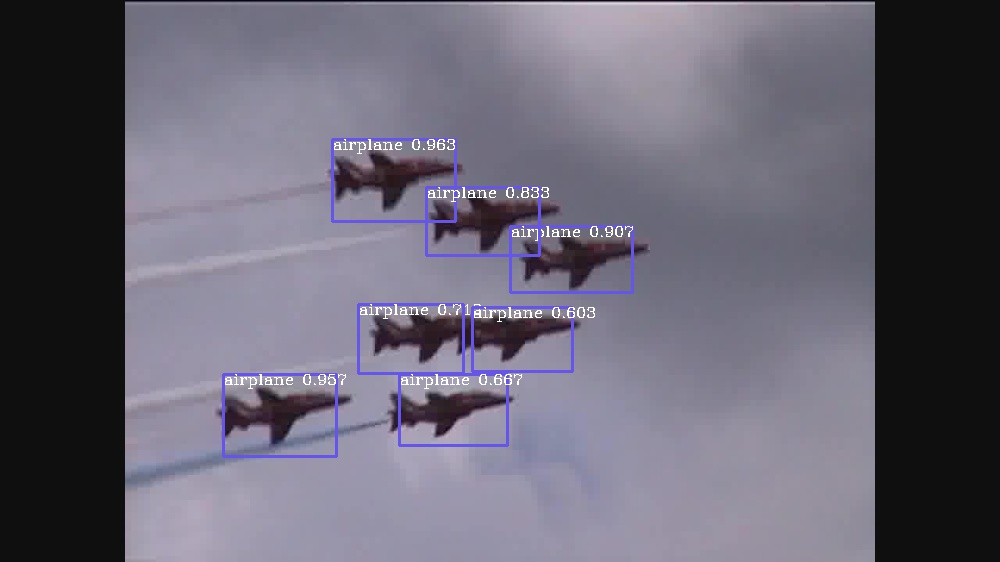 airplane 0.963
airplane 0.833
airplane 0.907
airplane 0.71
airplane 0.603
airplane 0.957
airplane 0.667